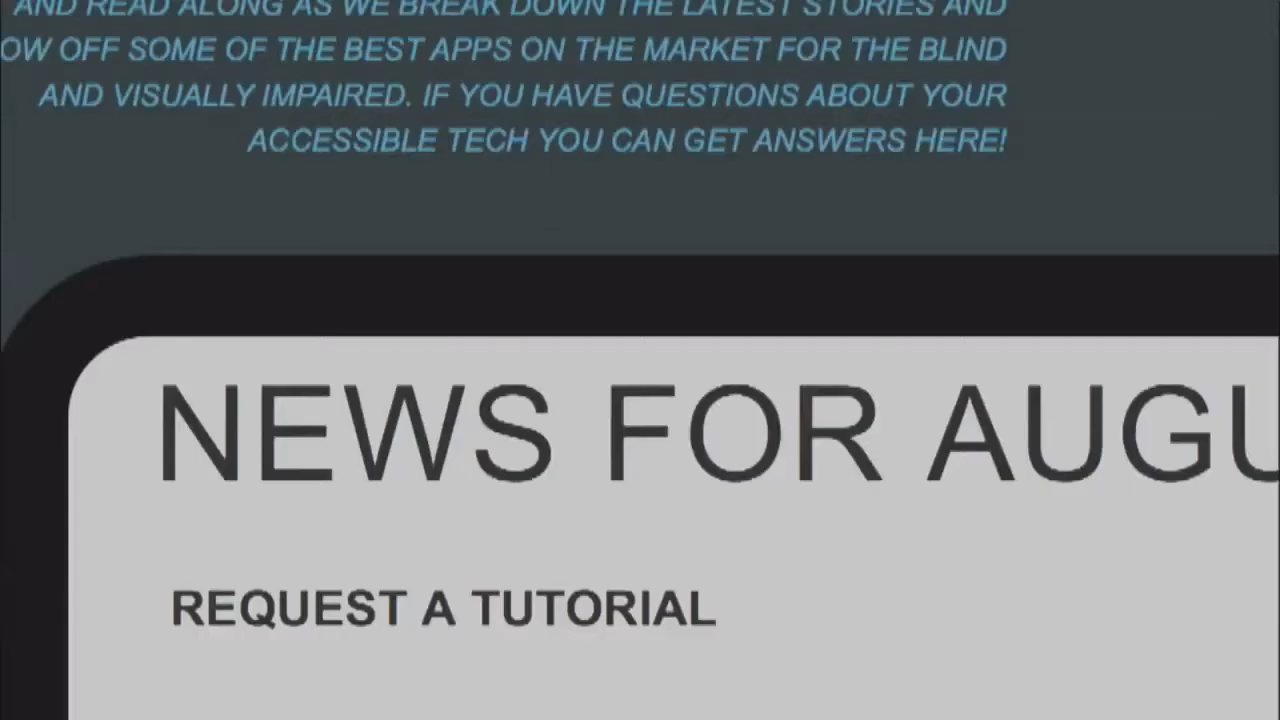 AND READ ALONG AS WE BREAK DOWN THE LATEST STORIES AND
OW OFF SOME OF THE BEST APPS ON THE MARKET FOR THE BLIND
AND VISUALLY IMPAIRED. IF YOU HAVE QUESTIONS ABOUT YOUR
ACCESSIBLE TECH YOU CAN GET ANSWERS HERE!
NEWS FOR AUGU
REQUEST A TUTORIAL